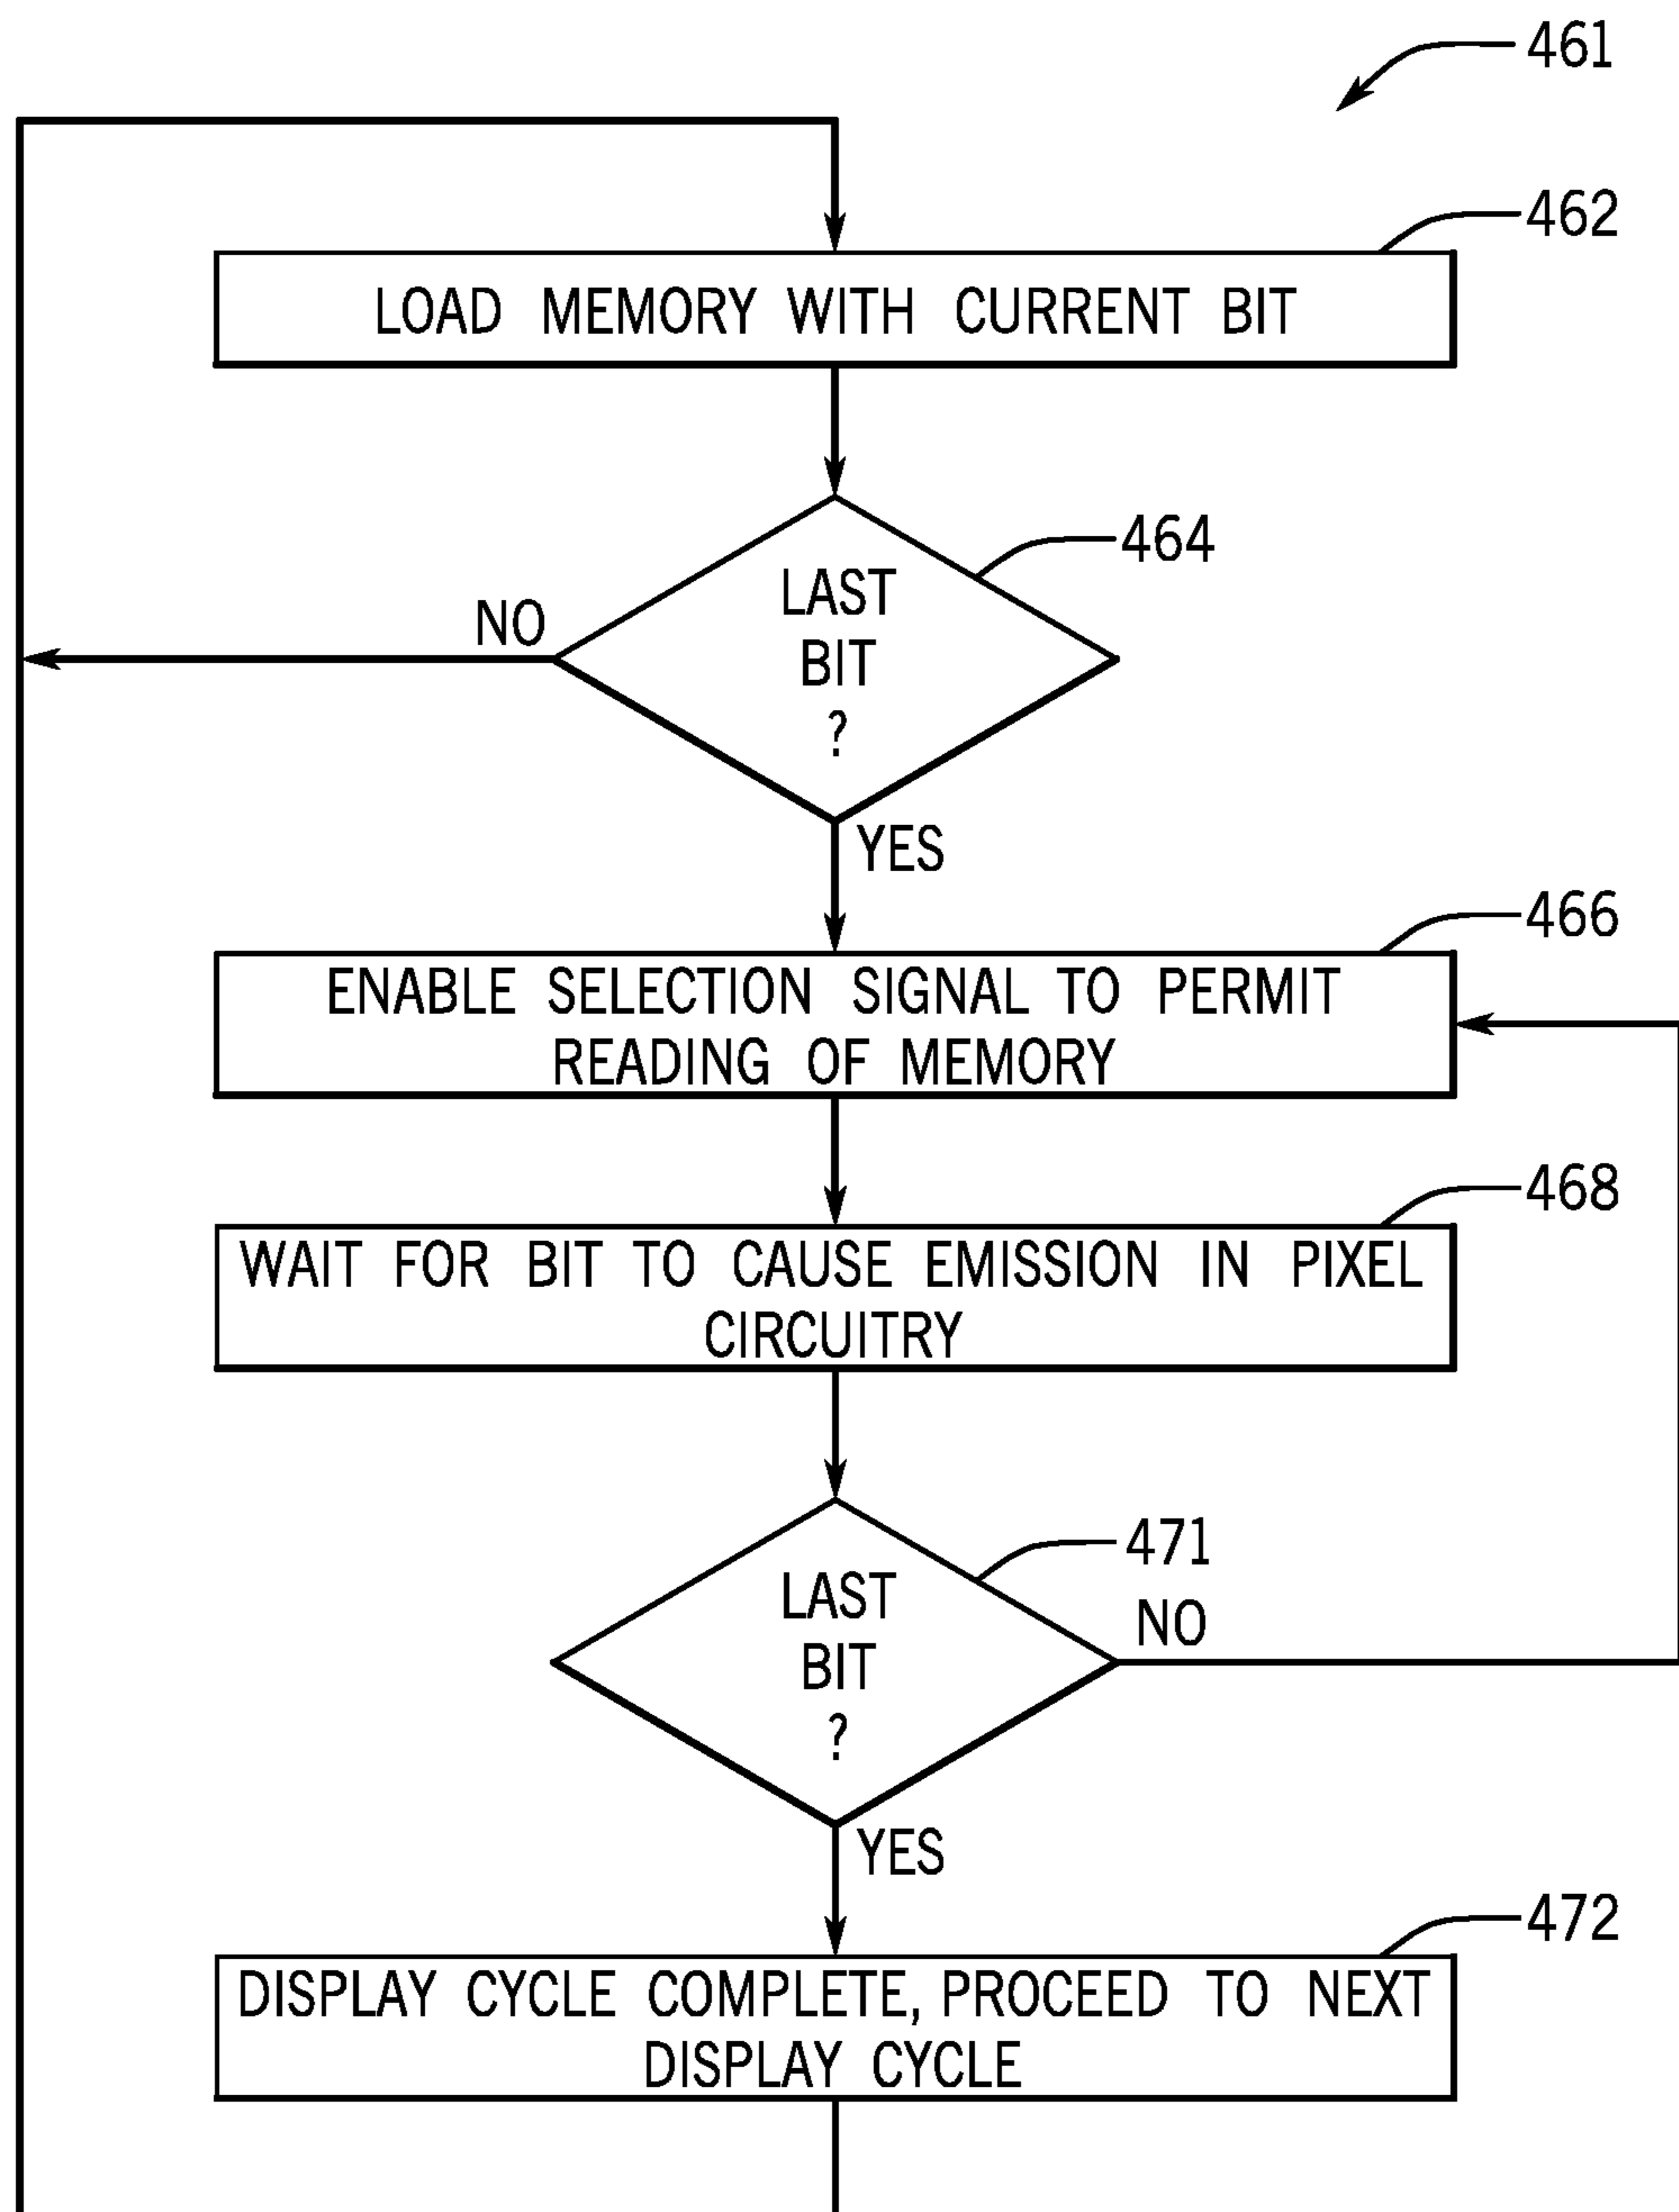 461
462
LOAD MEMORY WITH CURRENT BIT
464
LAST
BIT
?
NO
YES
466
ENABLE SELECTION SIGNAL TO PERMIT
READING OF MEMORY
468
WAIT FOR BIT TO CAUSE EMISSION IN PIXEL
CIRCUITRY
471
LAST
BIT
?
NO
YES
472
DISPLAY CYCLE COMPLETE, PROCEED TO NEXT
DISPLAY CYCLE